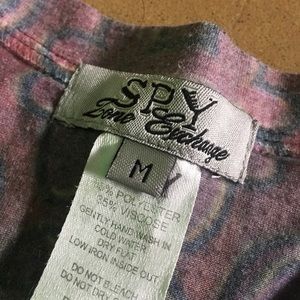 SPY
Zone Exchange
M
% POLYESTER
35% VISCOSE
GENTLY HAND WASH IN
COLD WATER
DRY FLAT
LOW IRON INSIDE OUT
DO NOT BLEACH
DO NOT DRY